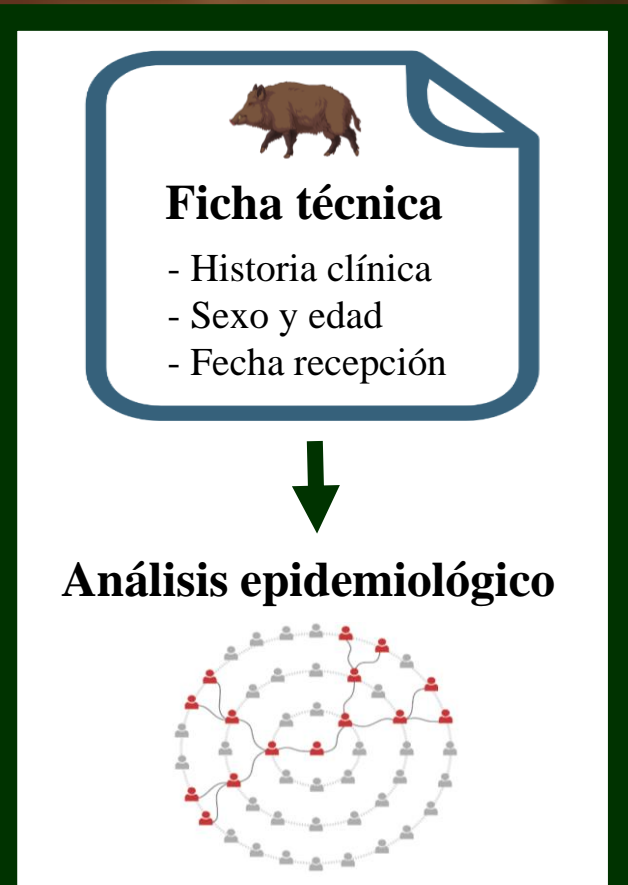 Ficha técnica
- Historia clínica
- Sexo y edad
- Fecha recepción
Análisis epidemiológico